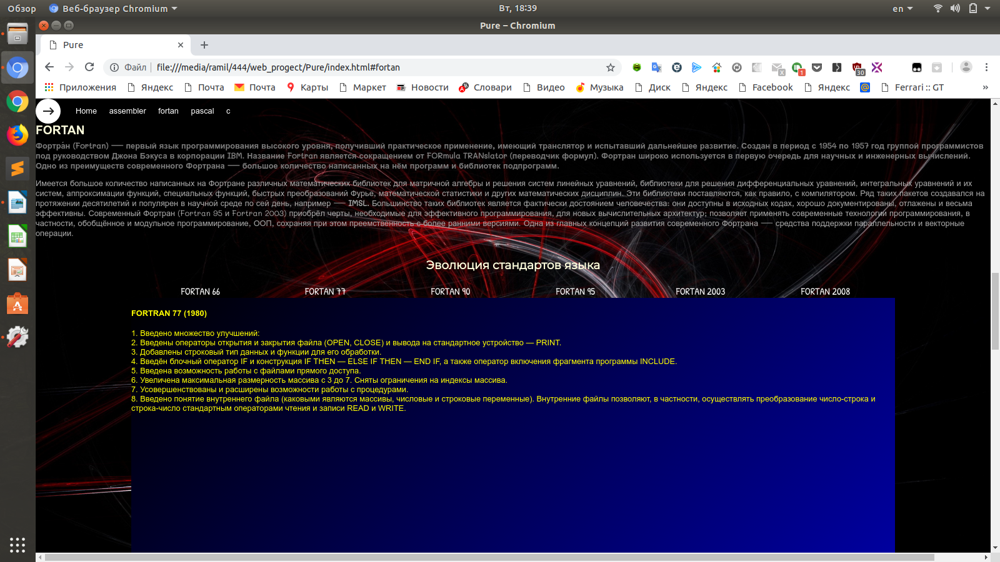 Обзор Веб-браузер Chromium Вт, 18:39 en
Pure – Chromium
Pure
Файл file:///media/ramil/444/web_progect/Pure/index.html#fortan X 1 30
Приложения Яндекс Почта Почта Карты Маркет Новости Словари Видео Музыка Диск Яндекс Facebook Яндекс Ferrari :: GT »
Home assembler fortan pascal c
FORTAN
Фортра́н (Fortran) — первый язык программирования высокого уровня, получивший практическое применение, имеющий транслятор и испытавший дальнейшее развитие. Создан в период с 1954 по 1957 год группой программистов
под руководством Джона Бэкуса в корпорации IBM. Название Fortran является сокращением от FORmula TRANslator (переводчик формул). Фортран широко используется в первую очередь для научных и инженерных вычислений.
Одно из преимуществ современного Фортрана — большое количество написанных на нём программ и библиотек подпрограмм.
Имеется большое количество написанных на Фортране различных математических библиотек для матричной алгебры и решения систем линейных уравнений, библиотеки для решения дифференциальных уравнений, интегральных уравнений и их
систем, аппроксимации функций, специальных функций, быстрых преобразований Фурье, математической статистики и других математических дисциплин. Эти библиотеки поставляются, как правило, с компилятором. Ряд таких пакетов создавался на
протяжении десятилетий и популярен в научной среде по сей день, например — IMSL. Большинство таких библиотек является фактически достоянием человечества: они доступны в исходных кодах, хорошо документированы, отлажены и весьма
эффективны. Современный Фортран (Fortran 95 и Fortran 2003) приобрёл черты, необходимые для эффективного программирования, для новых вычислительных архитектур; позволяет применять современные технологии программирования, в
частности, обобщённое и модульное программирование, ООП, сохраняя при этом преемственность с более ранними версиями. Одна из главных концепций развития современного Фортрана — средства поддержки параллельности и векторные
операции.
Эволюция стандартов языка
FORTAN 66 FORTAN 77 FORTAN 90 FORTAN 95 FORTAN 2003 FORTAN 2008
FORTRAN 77 (1980)
1. Введено множество улучшений:
2. Введены операторы открытия и закрытия файла (OPEN, CLOSE) и вывода на стандартное устройство — PRINT.
3. Добавлены строковый тип данных и функции для его обработки.
4. Введён блочный оператор IF и конструкция IF THEN — ELSE IF THEN — END IF, а также оператор включения фрагмента программы INCLUDE.
5. Введена возможность работы с файлами прямого доступа.
6. Увеличена максимальная размерность массива с 3 до 7. Сняты ограничения на индексы массива.
7. Усовершенствованы и расширены возможности работы с процедурами.
8. Введено понятие внутреннего файла (каковыми являются массивы, числовые и строковые переменные). Внутренние файлы позволяют, в частности, осуществлять преобразование число-строка и
строка-число стандартным операторами чтения и записи READ и WRITE.